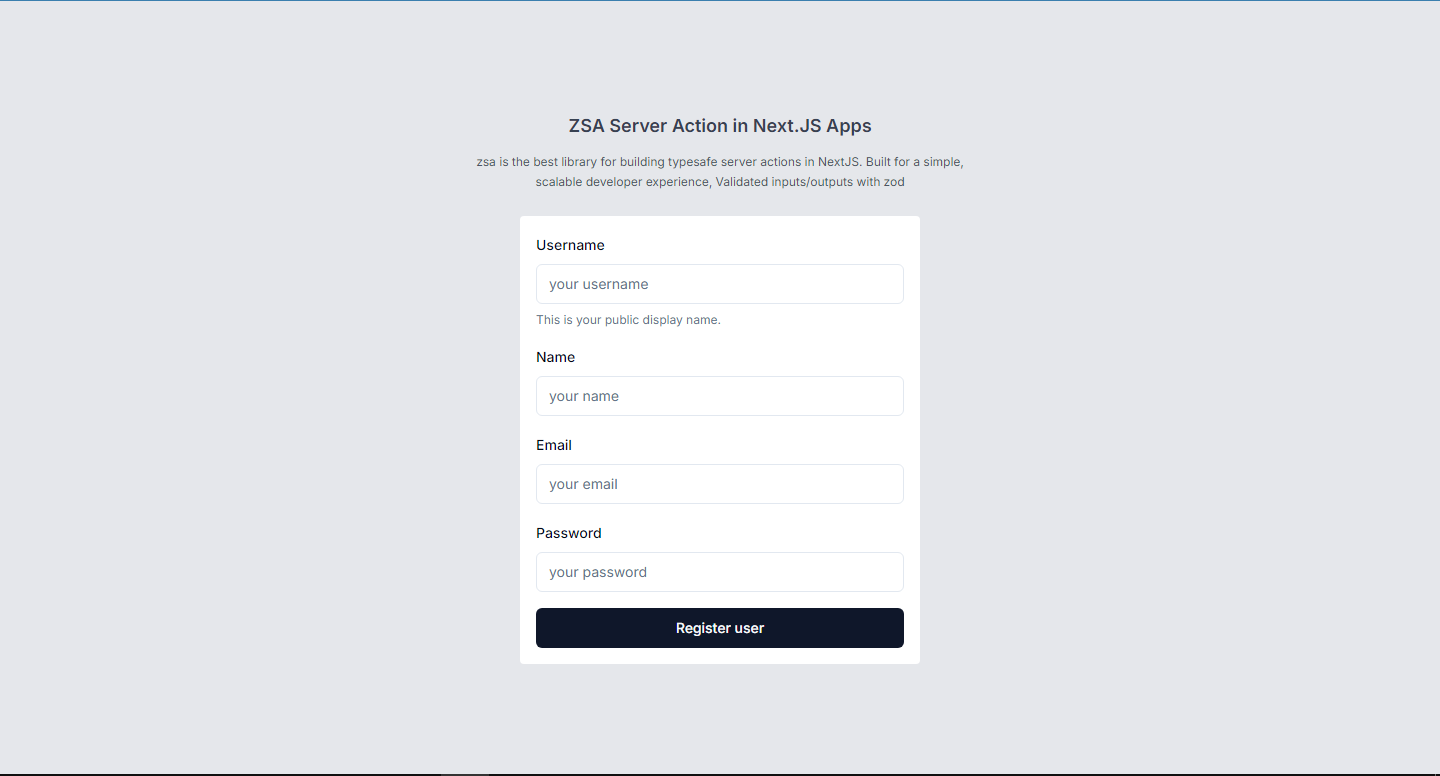 ZSA Server Action in Next.JS Apps
zsa is the best library for building typesafe server actions in NextJS. Built for a simple,
scalable developer experience, Validated inputs/outputs with zod
Username
your username
This is your public display name.
Name
your name
Email
your email
Password
your password
Register user